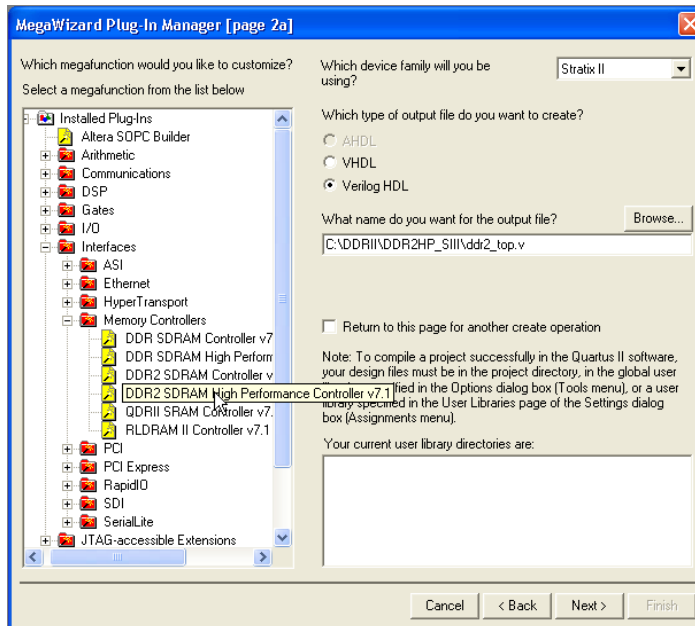 MegaWizard Plug-In Manager [page 2a]
Which megafunction would you like to customize?
Select a megafunction from the list below
Installed Plug-Ins
Altera SOPC Builder
Arithmetic
Communications
DSP
Gates
I/O
Interfaces
ASI
Ethernet
HyperTransport
Memory Controllers
DDR SDRAM Controller v7
DDR SDRAM High Perform
DDR2 SDRAM Controller v
DDR2 SDRAM High Performance Controller v7.1
QDRII SRAM Controller v7.
RLDRAM II Controller v7.1
PCI
PCI Express
RapidIO
SDI
SerialLite
JTAG-accessible Extensions
Which device family will you be
using?
Stratix II
Which type of output file do you want to create?
AHDL
VHDL
Verilog HDL
What name do you want for the output file?
Browse...
C:\DDRII\DDR2HP_SIII\ddr2_top.v
Return to this page for another create operation
Note: To compile a project successfully in the Quartus II software,
your design files must be in the project directory, in the global user
in the Options dialog box (Tools menu), or a user
library specified in the User Libraries page of the Settings dialog
box (Assignments menu).
Your current user library directories are:
Cancel
< Back
Next >
Finish